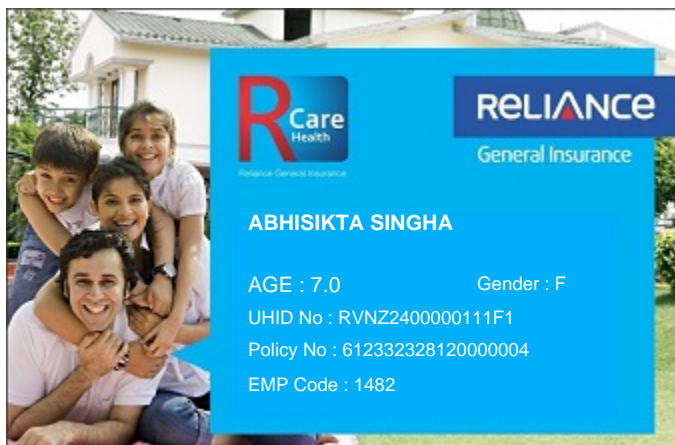 R Care
Health
Reliance General Insurance
RELIANCE
General Insurance
ABHISIKTA SINGHA
AGE : 7.0
Gender : F
UHID No : RVNZ2400000111F1
Policy No : 612332328120000004
EMP Code : 1482